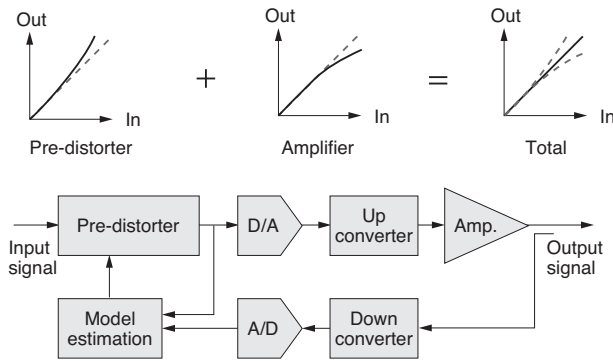 Out
In
Pre-distorter
+
Out
In
Amplifier
=
Out
In
Total
Input
signal
Pre-distorter
D/A
Up
converter
Amp.
Output
signal
Model
estimation
A/D
Down
converter